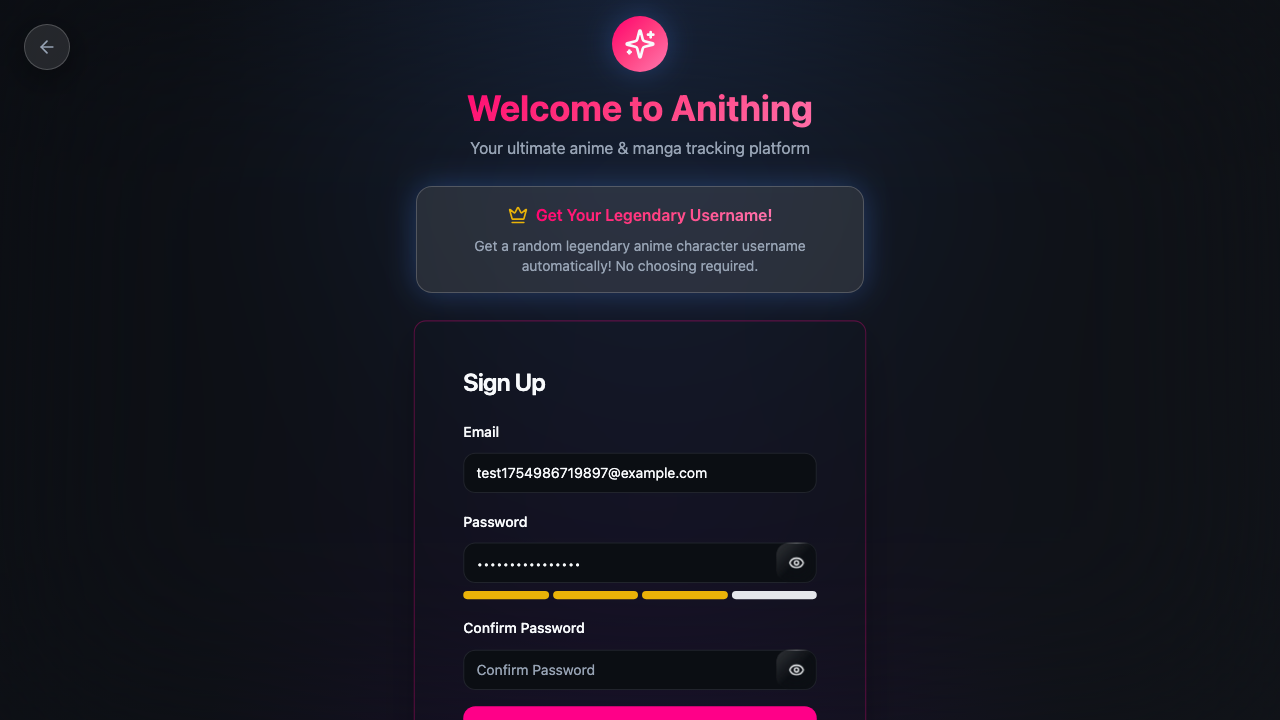 Welcome to Anithing
Your ultimate anime & manga tracking platform
Get Your Legendary Username!
Get a random legendary anime character username
automatically! No choosing required.
Sign Up
Email
test1754986719897@example.com
Password
••••••••••••••••
Confirm Password
Confirm Password